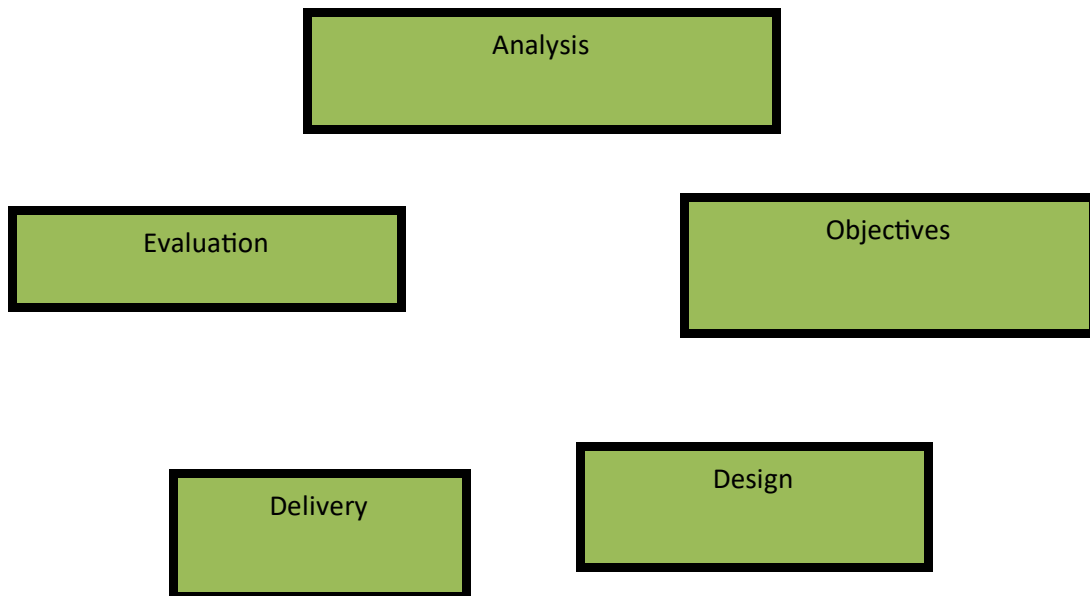 Analysis
Evaluation
Objectives
Delivery
Design